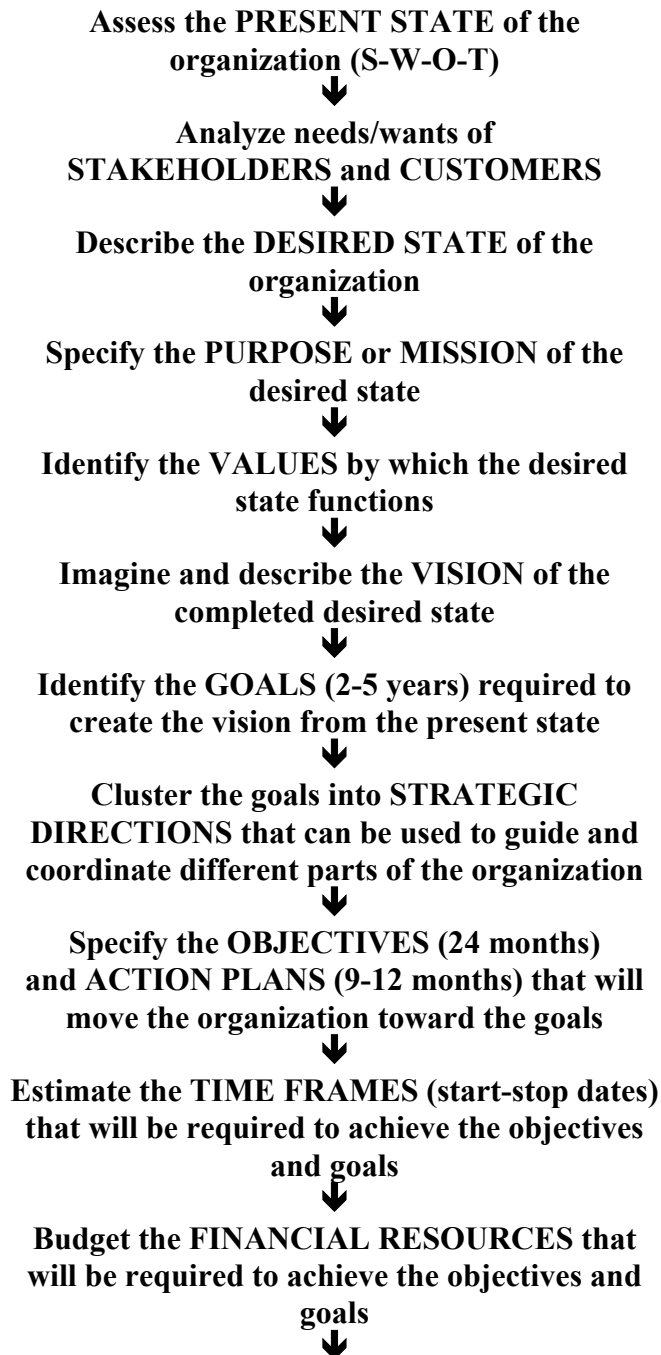 Assess the PRESENT STATE of the
organization (S-W-O-T)
Analyze needs/wants of
STAKEHOLDERS and CUSTOMERS
Describe the DESIRED STATE of the
organization
Specify the PURPOSE or MISSION of the
desired state
Identify the VALUES by which the desired
state functions
Imagine and describe the VISION of the
completed desired state
Identify the GOALS (2-5 years) required to
create the vision from the present state
Cluster the goals into STRATEGIC
DIRECTIONS that can be used to guide and
coordinate different parts of the organization
Specify the OBJECTIVES (24 months)
and ACTION PLANS (9-12 months) that will
move the organization toward the goals
Estimate the TIME FRAMES (start-stop dates)
that will be required to achieve the objectives
and goals
Budget the FINANCIAL RESOURCES that
will be required to achieve the objectives and
goals